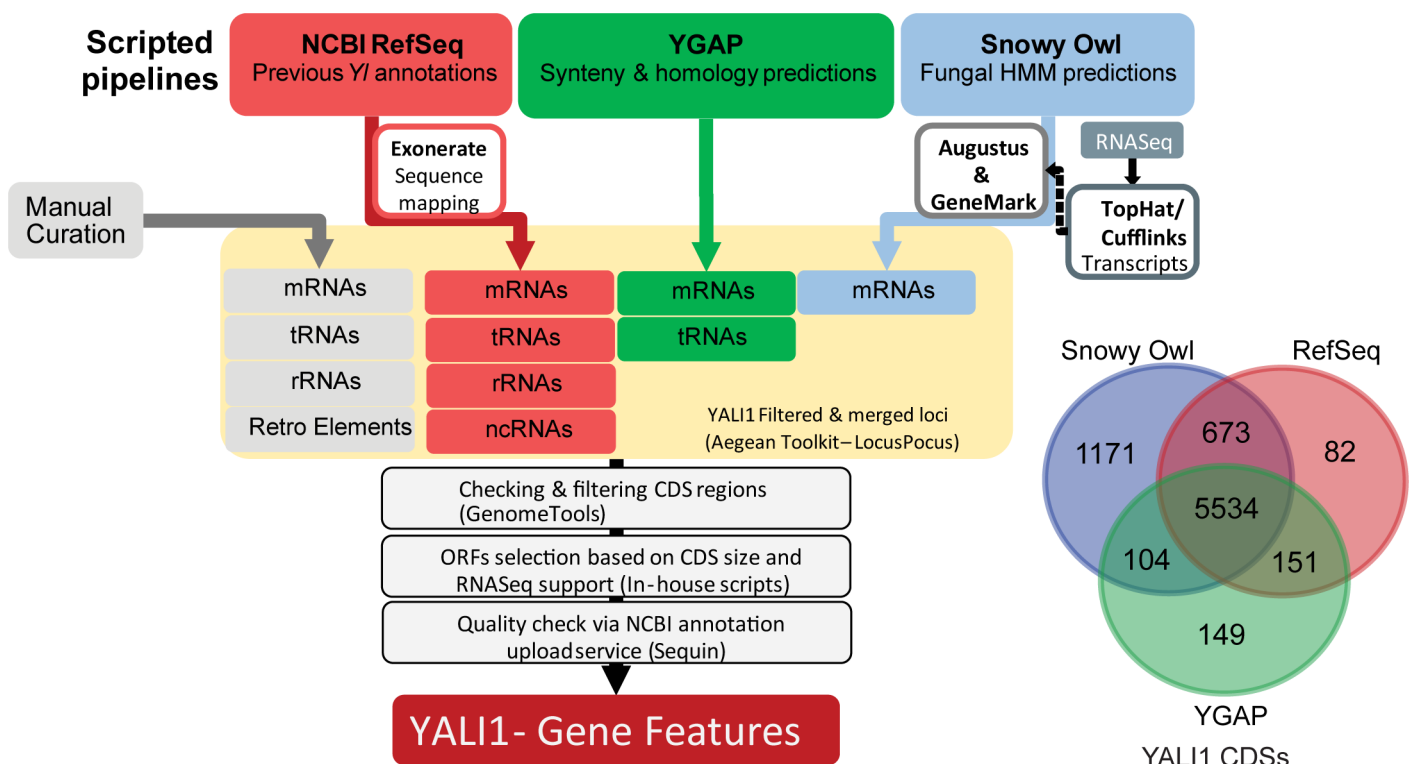 Scripted
pipelines
NCBI RefSeq
Previous Yl annotations
YGAP
Synteny & homology predictions
Snowy Owl
Fungal HMM predictions
Exonerate
Sequence
mapping
Augustus
&
GeneMark
RNASeq
TopHat/
Cufflinks
Transcripts
Manual
Curation
mRNAs
tRNAs
rRNAs
Retro Elements
mRNAs
tRNAs
rRNAs
ncRNAs
mRNAs
tRNAs
mRNAs
YALI1 Filtered & merged loci
(Aegean Toolkit–LocusPocus)
Checking & filtering CDS regions
(GenomeTools)
ORFs selection based on CDS size and
RNASeq support (In-house scripts)
Quality check via NCBI annotation
upload service (Sequin)
YALI1- Gene Features
Snowy Owl
RefSeq
1171
673
82
5534
104
151
149
YGAP
YALI1 CDSs